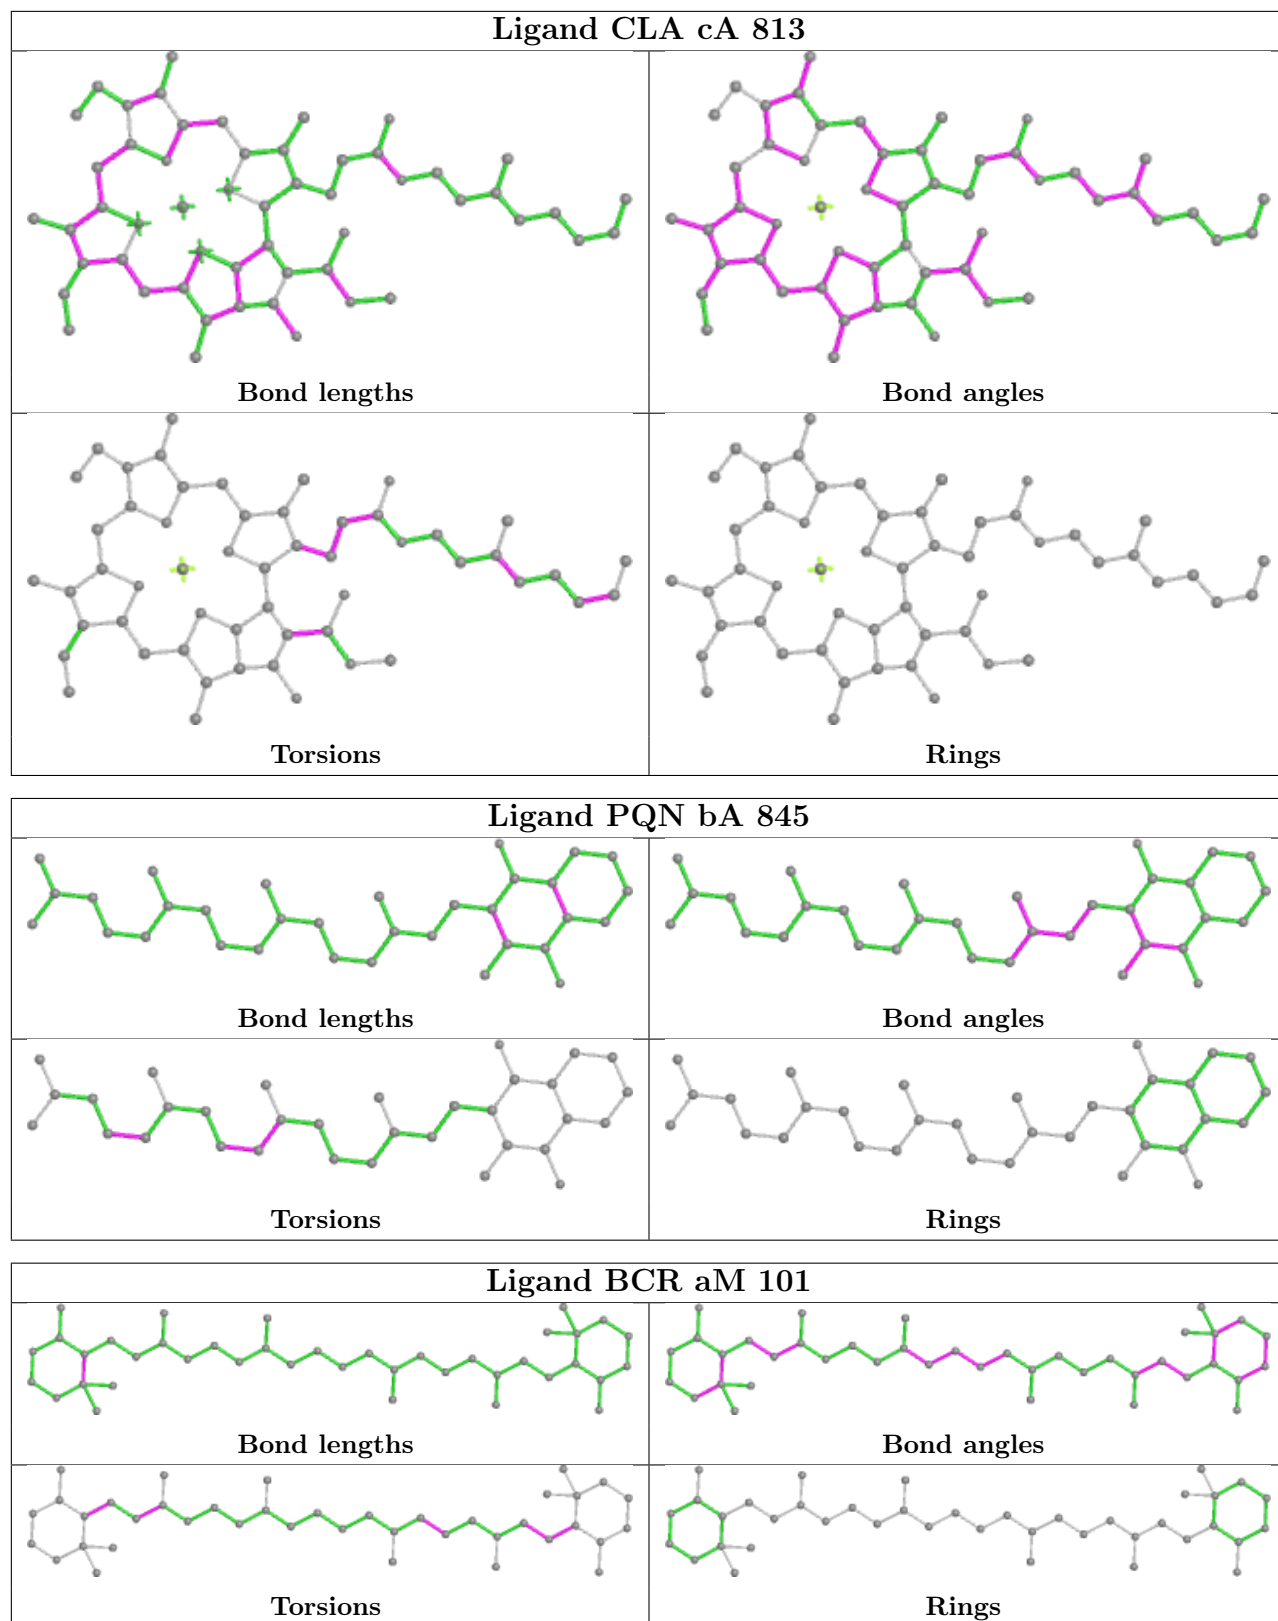 Ligand CLA cA 813
Bond lengths
Bond angles
Torsions
Rings
Ligand PQN bA 845
Bond lengths
Bond angles
Torsions
Rings
Ligand BCR aM 101
Bond lengths
Bond angles
Torsions
Rings